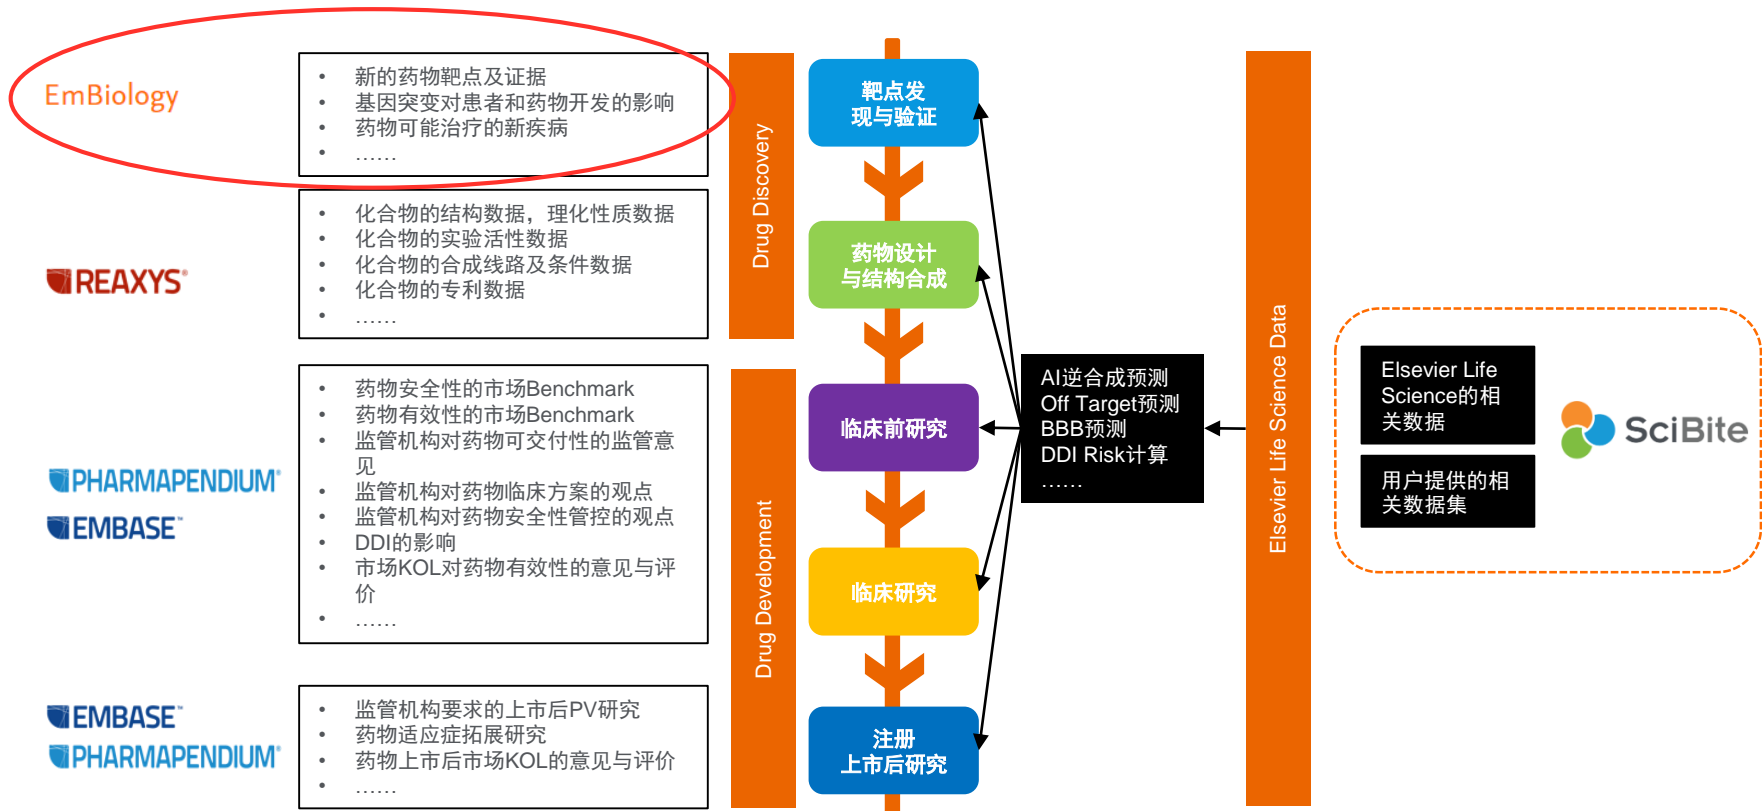 EmBiology
• 新的药物靶点及证据
• 基因突变对患者和药物开发的影响
• 药物可能治疗的新疾病
• ……
REAXYS®
• 化合物的结构数据，理化性质数据
• 化合物的实验活性数据
• 化合物的合成线路及条件数据
• 化合物的专利数据
• ……
PHARMAPENDIUM®
EMBASE™
• 药物安全性的市场Benchmark
• 药物有效性的市场Benchmark
• 监管机构对药物可交付性的监管意
见
• 监管机构对药物临床方案的观点
• 监管机构对药物安全性管控的观点
• DDI的影响
• 市场KOL对药物有效性的意见与评
价
• ……
EMBASE™
PHARMAPENDIUM®
• 监管机构要求的上市后PV研究
• 药物适应症拓展研究
• 药物上市后市场KOL的意见与评价
• ……
Drug Discovery
Drug Development
靶点发
现与验证
药物设计
与结构合成
临床前研究
临床研究
注册
上市后研究
AI逆合成预测
Off Target预测
BBB预测
DDI Risk计算
……
Elsevier Life Science Data
Elsevier Life
Science的相
关数据
用户提供的相
关数据集
SciBite